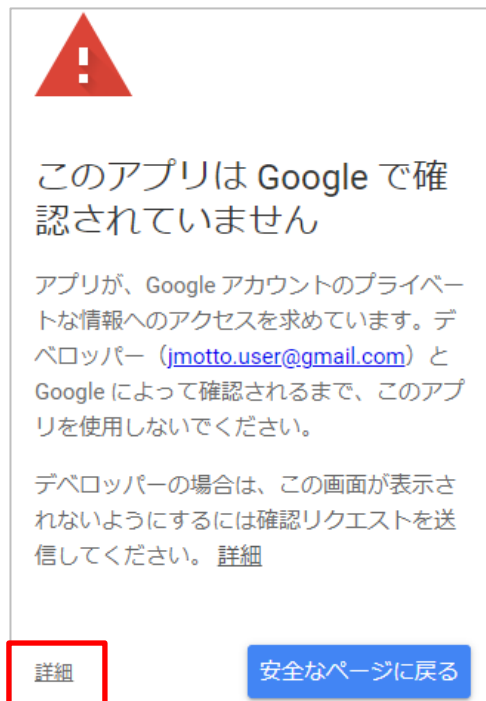 このアプリは Google で確
認されていません
アプリが、Google アカウントのプライベー
トな情報へのアクセスを求めています。デ
ベロッパー（jmotto.user@gmail.com）と
Google によって確認されるまで、このアプ
リを使用しないでください。
デベロッパーの場合は、この画面が表示さ
れないようにするには確認リクエストを送
信してください。 詳細
詳細
安全なページに戻る